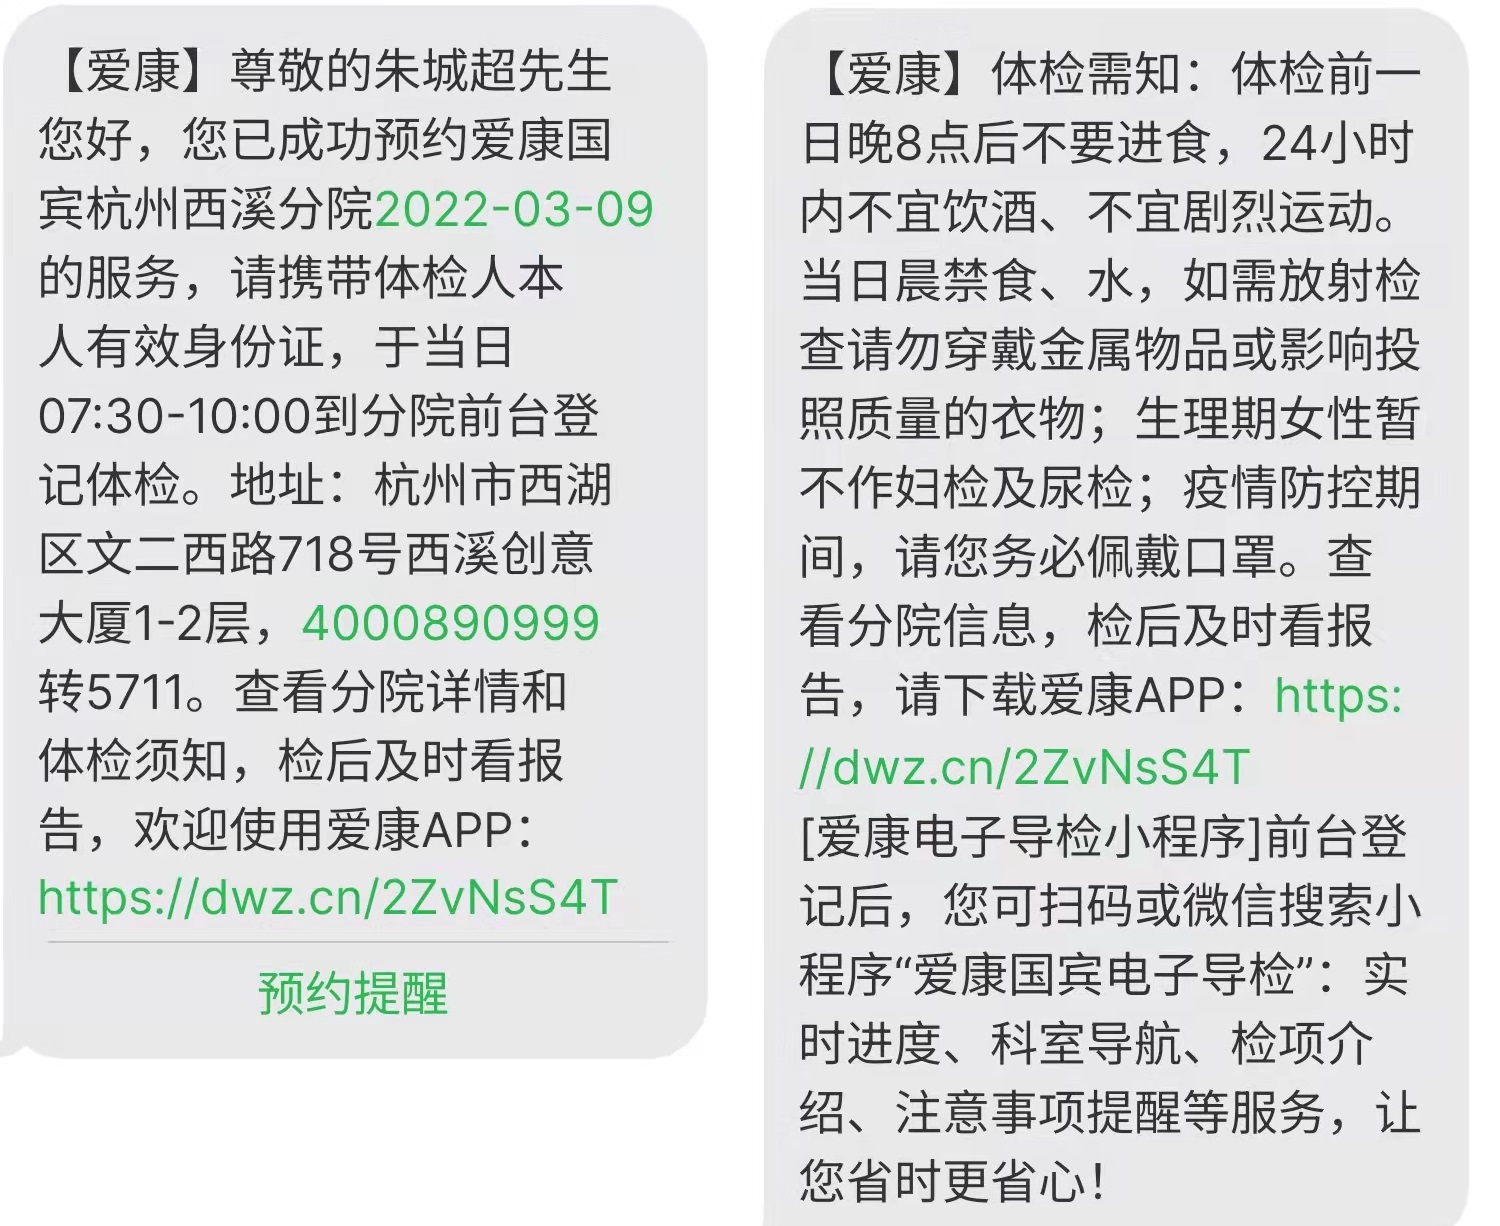 【爱康】尊敬的朱城超先生
您好，您已成功预约爱康国
宾杭州西溪分院2022-03-09
的服务，请携带体检人本
人有效身份证，于当日
07:30-10:00到分院前台登
记体检。地址：杭州市西湖
区文二西路718号西溪创意
大厦1-2层，4000890999
转5711。查看分院详情和
体检须知，检后及时看报
告，欢迎使用爱康APP：
https://dwz.cn/2ZvNsS4T
预约提醒
【爱康】体检需知：体检前一
日晚8点后不要进食，24小时
内不宜饮酒、不宜剧烈运动。
当日晨禁食、水，如需放射检
查请勿穿戴金属物品或影响投
照质量的衣物；生理期女性暂
不作妇检及尿检；疫情防控期
间，请您务必佩戴口罩。查
看分院信息，检后及时看报
告，请下载爱康APP：https:
//dwz.cn/2ZvNsS4T
[爱康电子导检小程序]前台登
记后，您可扫码或微信搜索小
程序“爱康国宾电子导检”：实
时进度、科室导航、检项介
绍、注意事项提醒等服务，让
您省时更省心！